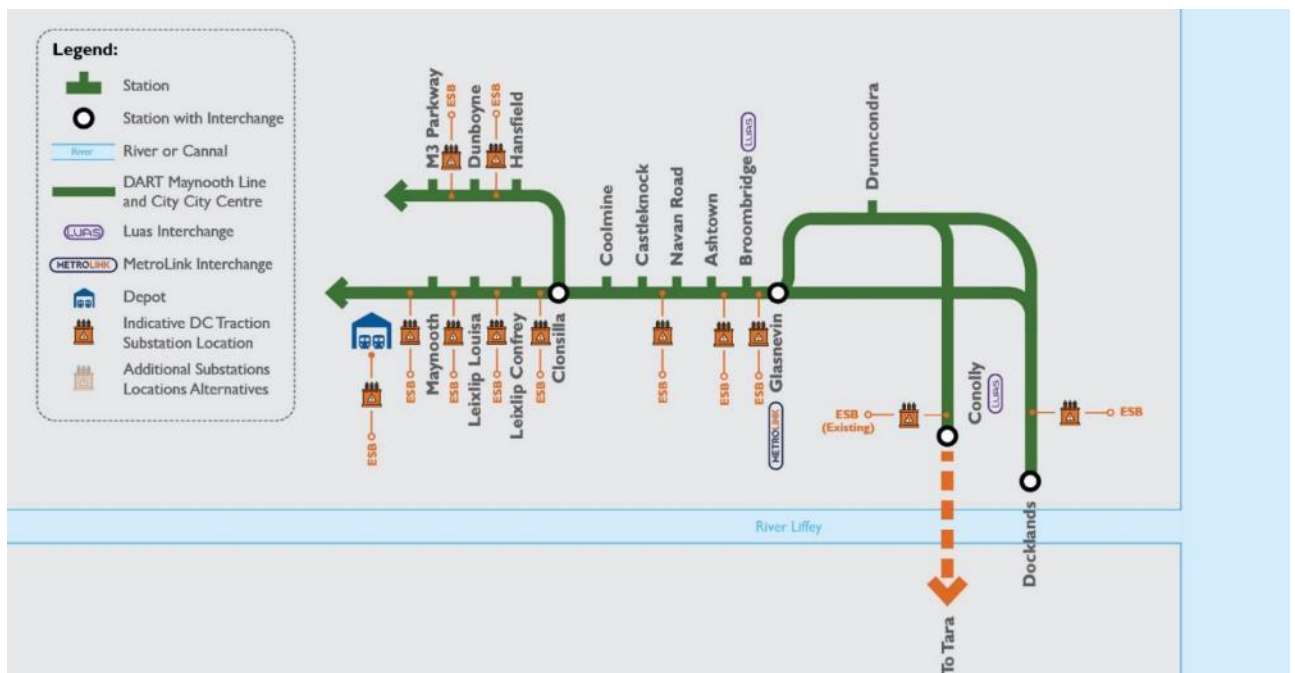 Legend:
Station
Station with Interchange
River
River or Cannal
DART Maynooth Line
and City City Centre
LUAS
Luas Interchange
METROLINK
MetroLink Interchange
Depot
Indicative DC Traction
Substation Location
Additional Substations
Locations Alternatives
M3 Parkway
ESB
Dunboyne
ESB
Hansfield
Coolmine
Castleknock
Navan Road
Ashtown
Broombridge
LUAS
Drumcondra
ESB
ESB
Maynooth
ESB
Leixlip Louisa
ESB
Leixlip Confrey
ESB
Clonsilla
ESB
ESB
ESB
Glasnevin
METROLINK
ESB
(Existing)
Conolly
LUAS
ESB
Docklands
River Liffey
To Tara